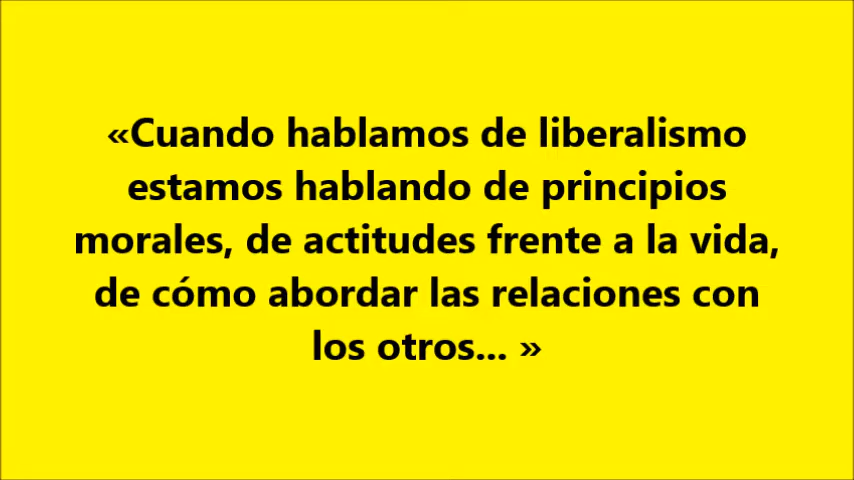 «Cuando hablamos de liberalismo
estamos hablando de principios
morales, de actitudes frente a la vida,
de cómo abordar las relaciones con
los otros... »